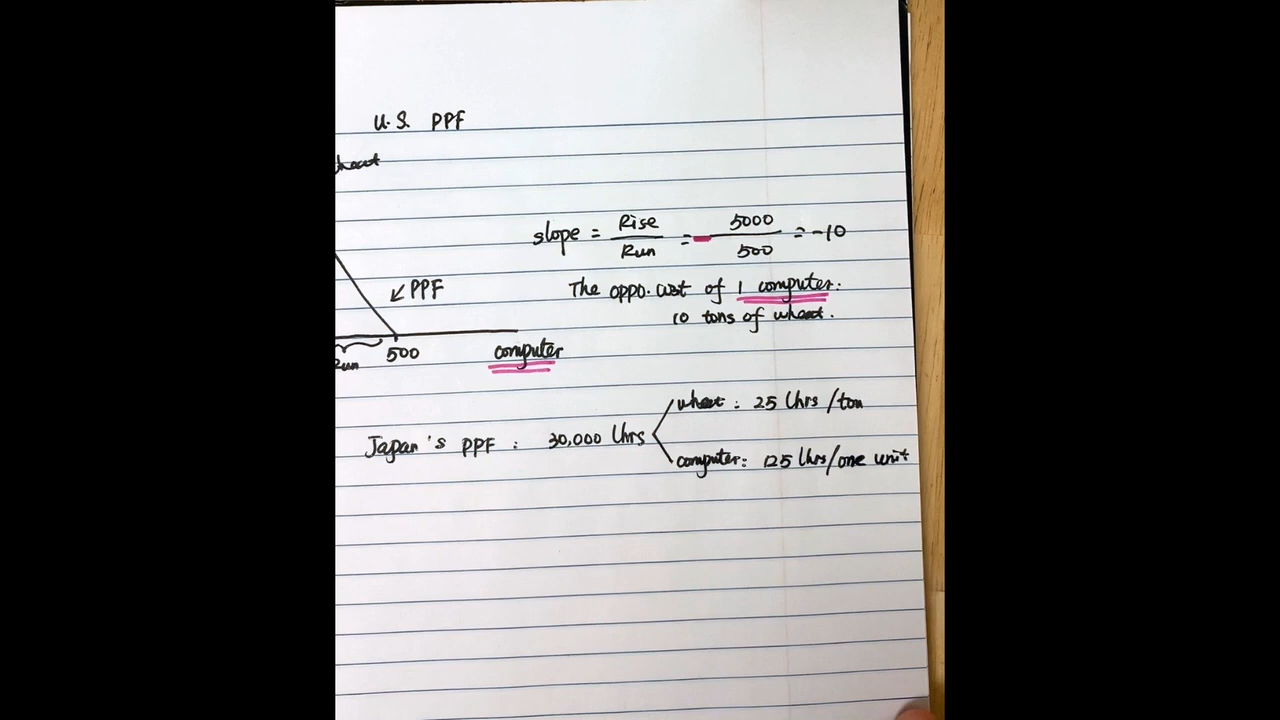 U.S. PPF
wheat
slope = Rise / Run = - 5000 / 500 = -10
The oppo. cost of 1 computer.
10 tons of wheat.
PPF
Run 500 computer
wheat : 25 lhrs /ton
Japan's PPF : 30,000 lhrs
computer : 125 lhrs/one unit